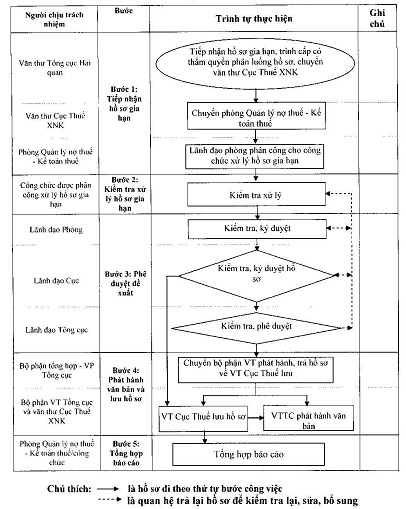 Người chịu trách
nhiệm
Bước
Trình tự thực hiện
Ghi
chú
Văn thư Tổng cục Hải
quan
Văn thư Cục Thuế
XNK
Phòng Quản lý nợ thuế
- Kế toán thuế
Bước 1:
Tiếp nhận
hồ sơ
gia hạn
Tiếp nhận hồ sơ gia hạn, trình cấp có
thẩm quyền phân luồng hồ sơ, chuyển
văn thư Cục Thuế XNK
Chuyển phòng Quản lý nợ thuế - Kế
toán thuế
Lãnh đạo phòng phân công cho công
chức xử lý hồ sơ gia hạn
Công chức được phân
công xử lý hồ sơ gia
hạn
Bước 2:
Kiểm tra xử
lý hồ sơ gia
hạn
Kiểm tra xử lý
Lãnh đạo Phòng
Lãnh đạo Cục
Lãnh đạo Tổng cục
Bước 3: Phê
duyệt đề
xuất
Kiểm tra, ký duyệt
Kiểm tra, ký duyệt hồ
sơ
Kiểm tra, phê duyệt
Bộ phận tổng hợp - VP
Tổng cục
Bộ phận VT Tổng cục
và văn thư Cục Thuế
XNK
Bước 4:
Phát hành
văn bản và
lưu hồ sơ
Chuyển bộ phận VT phát hành, trả hồ sơ
về VT Cục Thuế lưu
VT Cục Thuế lưu hồ sơ
VTTC phát hành văn
bản
Phòng Quản lý nợ thuế
- Kế toán thuế/công
chức
Bước 5:
Tổng hợp
báo cáo
Tổng hợp báo cáo
Chú thích:
là hồ sơ đi theo thứ tự bước công việc
là quan hệ trả lại hồ sơ để kiểm tra lại, sửa, bổ sung